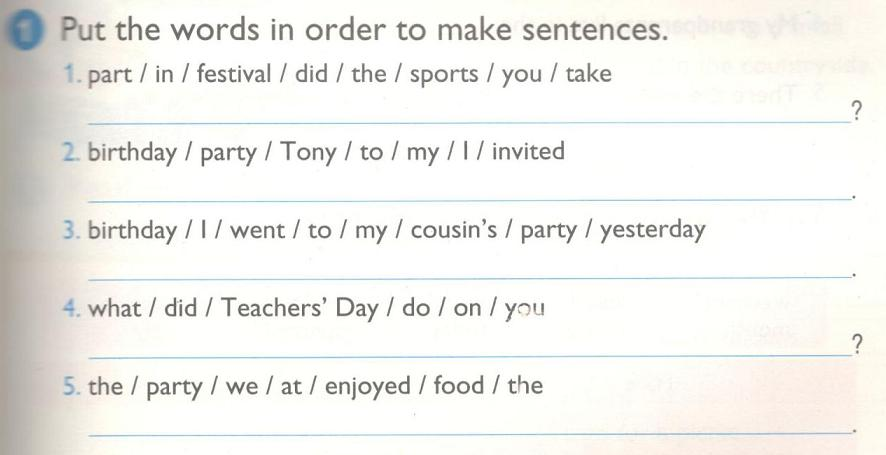 1 Put the words in order to make sentences.
1. part / in / festival / did / the / sports / you / take
?
2. birthday / party / Tony / to / my / I / invited
.
3. birthday / I / went / to / my / cousin's / party / yesterday
.
4. what / did / Teachers' Day / do / on / you
?
5. the / party / we / at / enjoyed / food / the
.